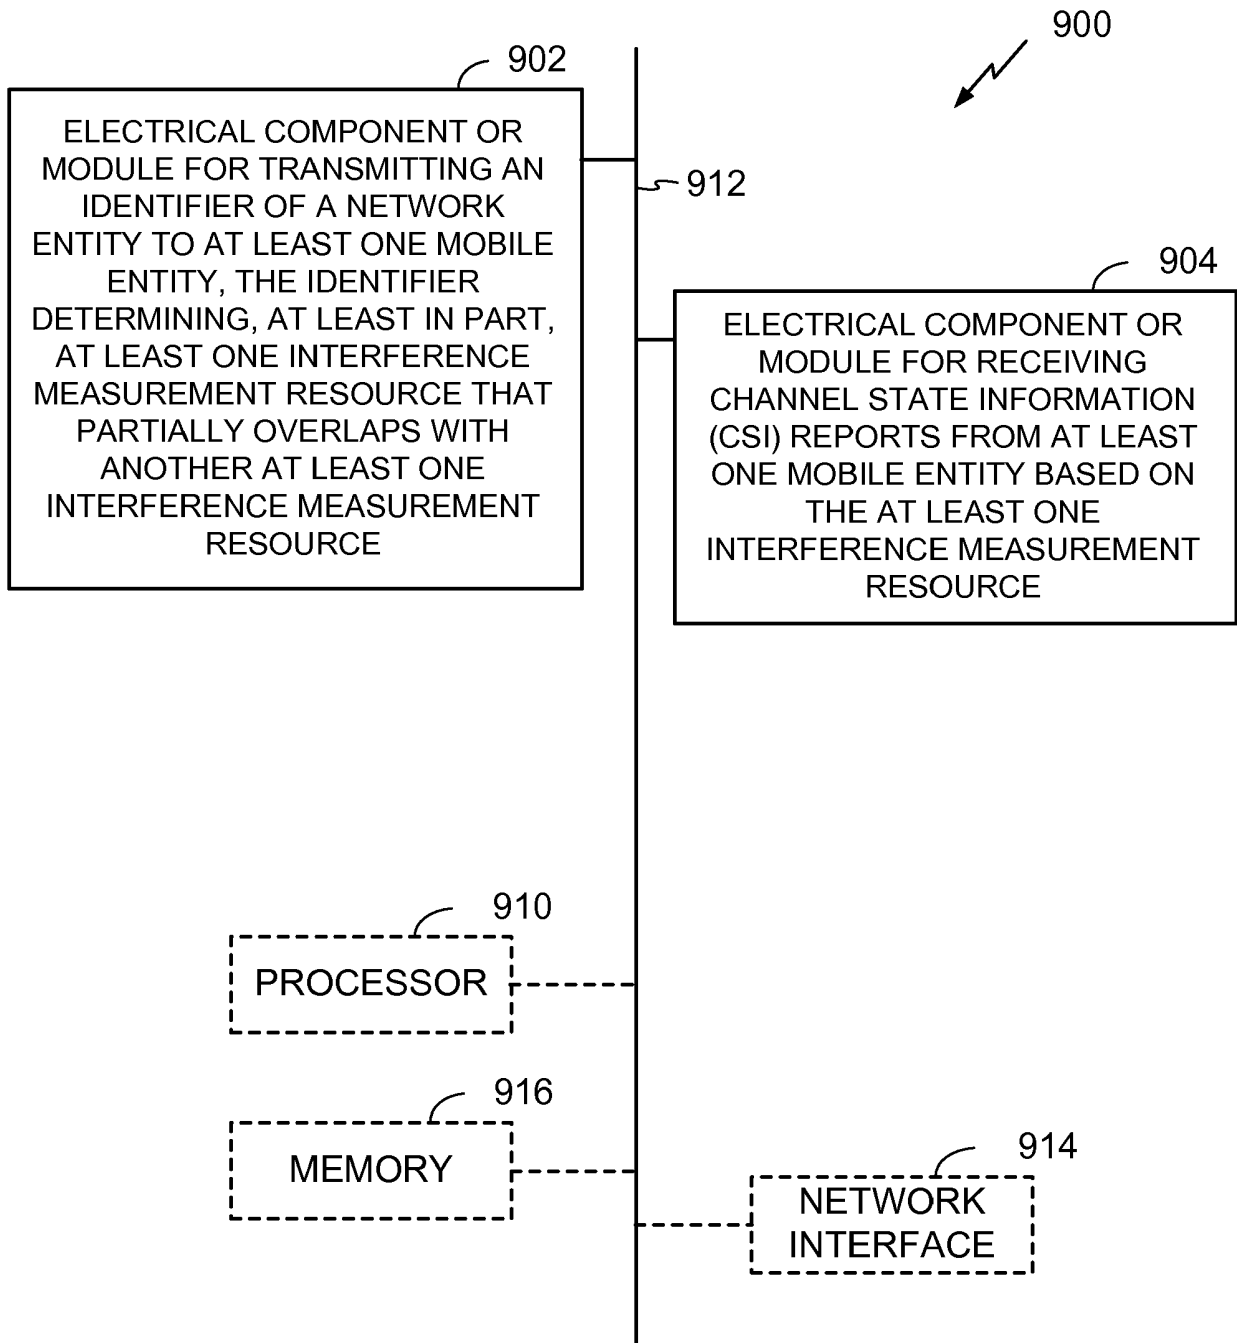 900
902
ELECTRICAL COMPONENT OR
MODULE FOR TRANSMITTING AN
IDENTIFIER OF A NETWORK
ENTITY TO AT LEAST ONE MOBILE
ENTITY, THE IDENTIFIER
DETERMINING, AT LEAST IN PART,
AT LEAST ONE INTERFERENCE
MEASUREMENT RESOURCE THAT
PARTIALLY OVERLAPS WITH
ANOTHER AT LEAST ONE
INTERFERENCE MEASUREMENT
RESOURCE
912
904
ELECTRICAL COMPONENT OR
MODULE FOR RECEIVING
CHANNEL STATE INFORMATION
(CSI) REPORTS FROM AT LEAST
ONE MOBILE ENTITY BASED ON
THE AT LEAST ONE
INTERFERENCE MEASUREMENT
RESOURCE
910
PROCESSOR
916
MEMORY
914
NETWORK
INTERFACE